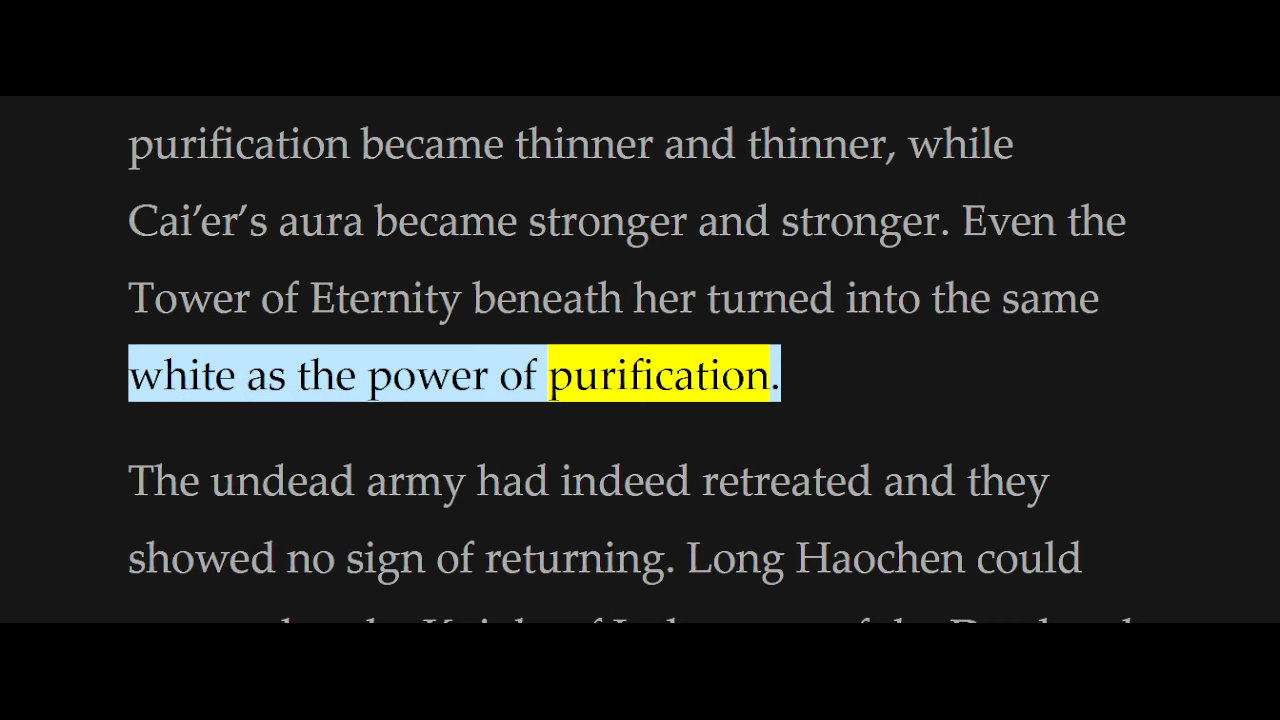 purification became thinner and thinner, while
Cai’er’s aura became stronger and stronger. Even the
Tower of Eternity beneath her turned into the same
white as the power of purification.
The undead army had indeed retreated and they
showed no sign of returning. Long Haochen could